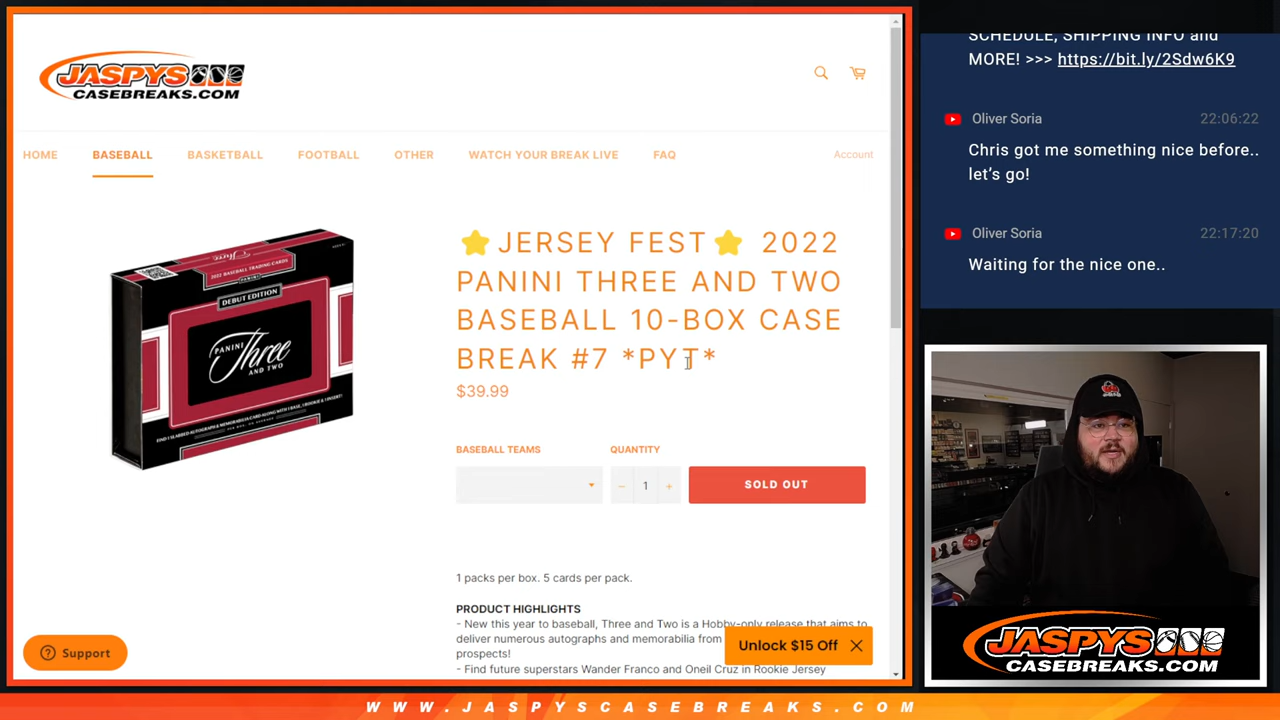 JASPYS
CASEBREAKS.COM
HOME
BASEBALL
BASKETBALL
FOOTBALL
OTHER
WATCH YOUR BREAK LIVE
FAQ
Account
2022 BASEBALL TRADING CARDS
PANINI
DEBUT EDITION
PANINI
Three
AND TWO
⭐JERSEY FEST⭐ 2022
PANINI THREE AND TWO
BASEBALL 10-BOX CASE
BREAK #7 *PYT*
$39.99
BASEBALL TEAMS
QUANTITY
− 1 +
SOLD OUT
1 packs per box. 5 cards per pack.
PRODUCT HIGHLIGHTS
- New this year to baseball, Three and Two is a Hobby-only release that aims to
deliver numerous autographs and memorabilia from
prospects!
- Find future superstars Wander Franco and Oneil Cruz in Rookie Jersey
Support
Unlock $15 Off
SCHEDULE, SHIPPING INFO and
MORE! >>> https://bit.ly/2Sdw6K9
Oliver Soria 22:06:22
Chris got me something nice before..
let's go!
Oliver Soria 22:17:20
Waiting for the nice one..
JASPYS
CASEBREAKS.COM
WWW.JASPYSCASEBREAKS.COM